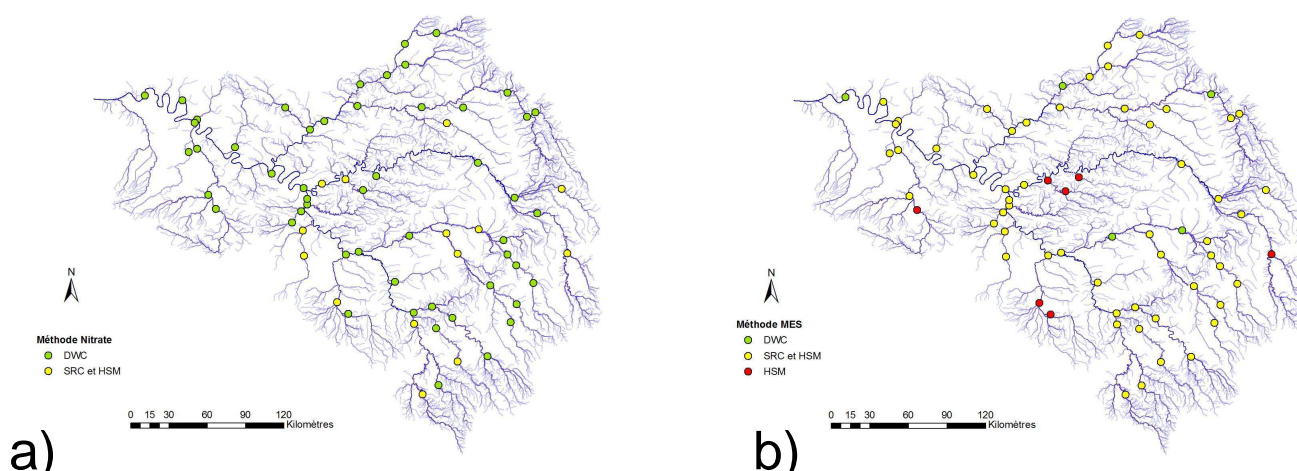 N
Méthode Nitrate
DWC
SRC et HSM
0 15 30 60 90 120
Kilomètres
a)
N
Méthode MES
DWC
SRC et HSM
HSM
0 15 30 60 90 120
Kilomètres
b)